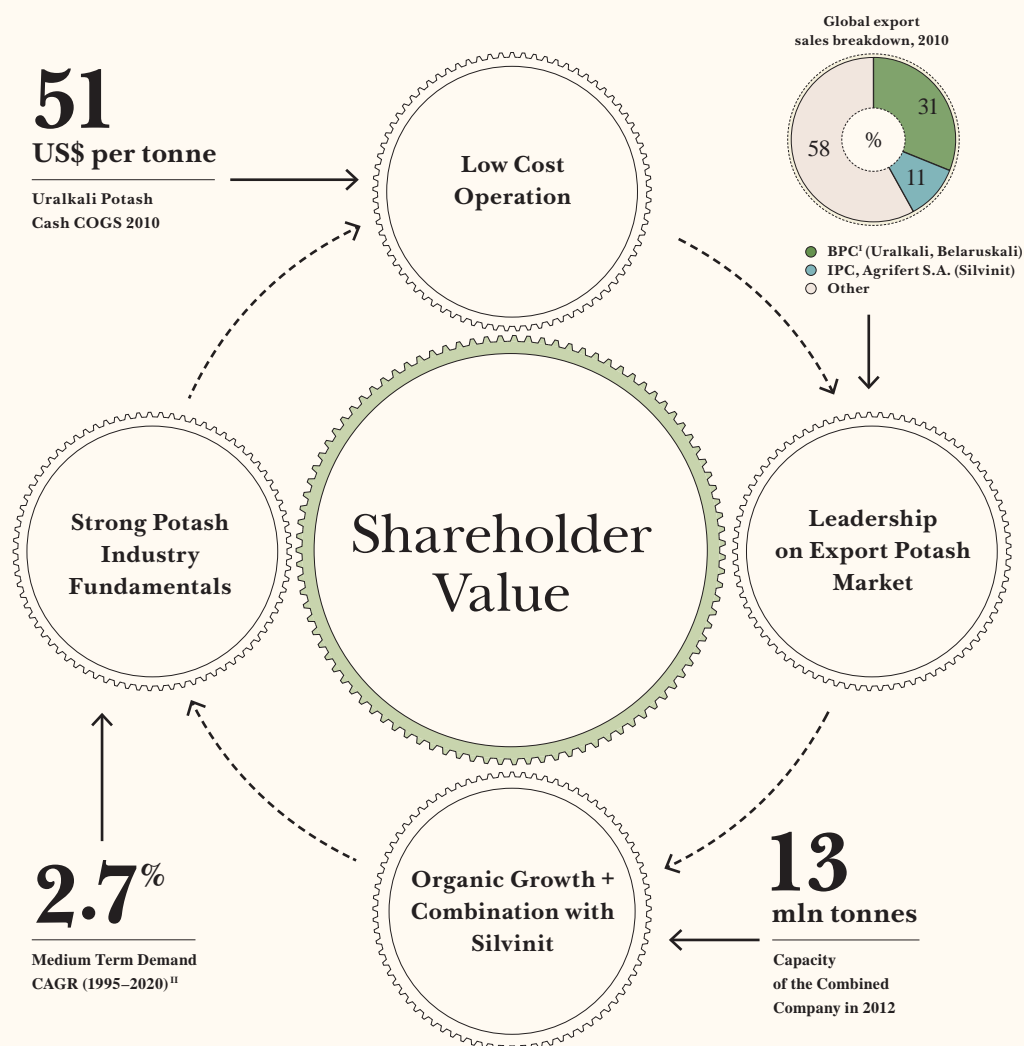 Global export
sales breakdown, 2010
31
58
%
11
BPCᴵ (Uralkali, Belaruskali)
IPC, Agrifert S.A. (Silvinit)
Other
51
US$ per tonne
Uralkali Potash
Cash COGS 2010
Low Cost
Operation
Strong Potash
Industry
Fundamentals
Shareholder
Value
Leadership
on Export Potash
Market
2.7%
Medium Term Demand
CAGR (1995–2020)ᴵᴵ
Organic Growth +
Combination with
Silvinit
13
mln tonnes
Capacity
of the Combined
Company in 2012